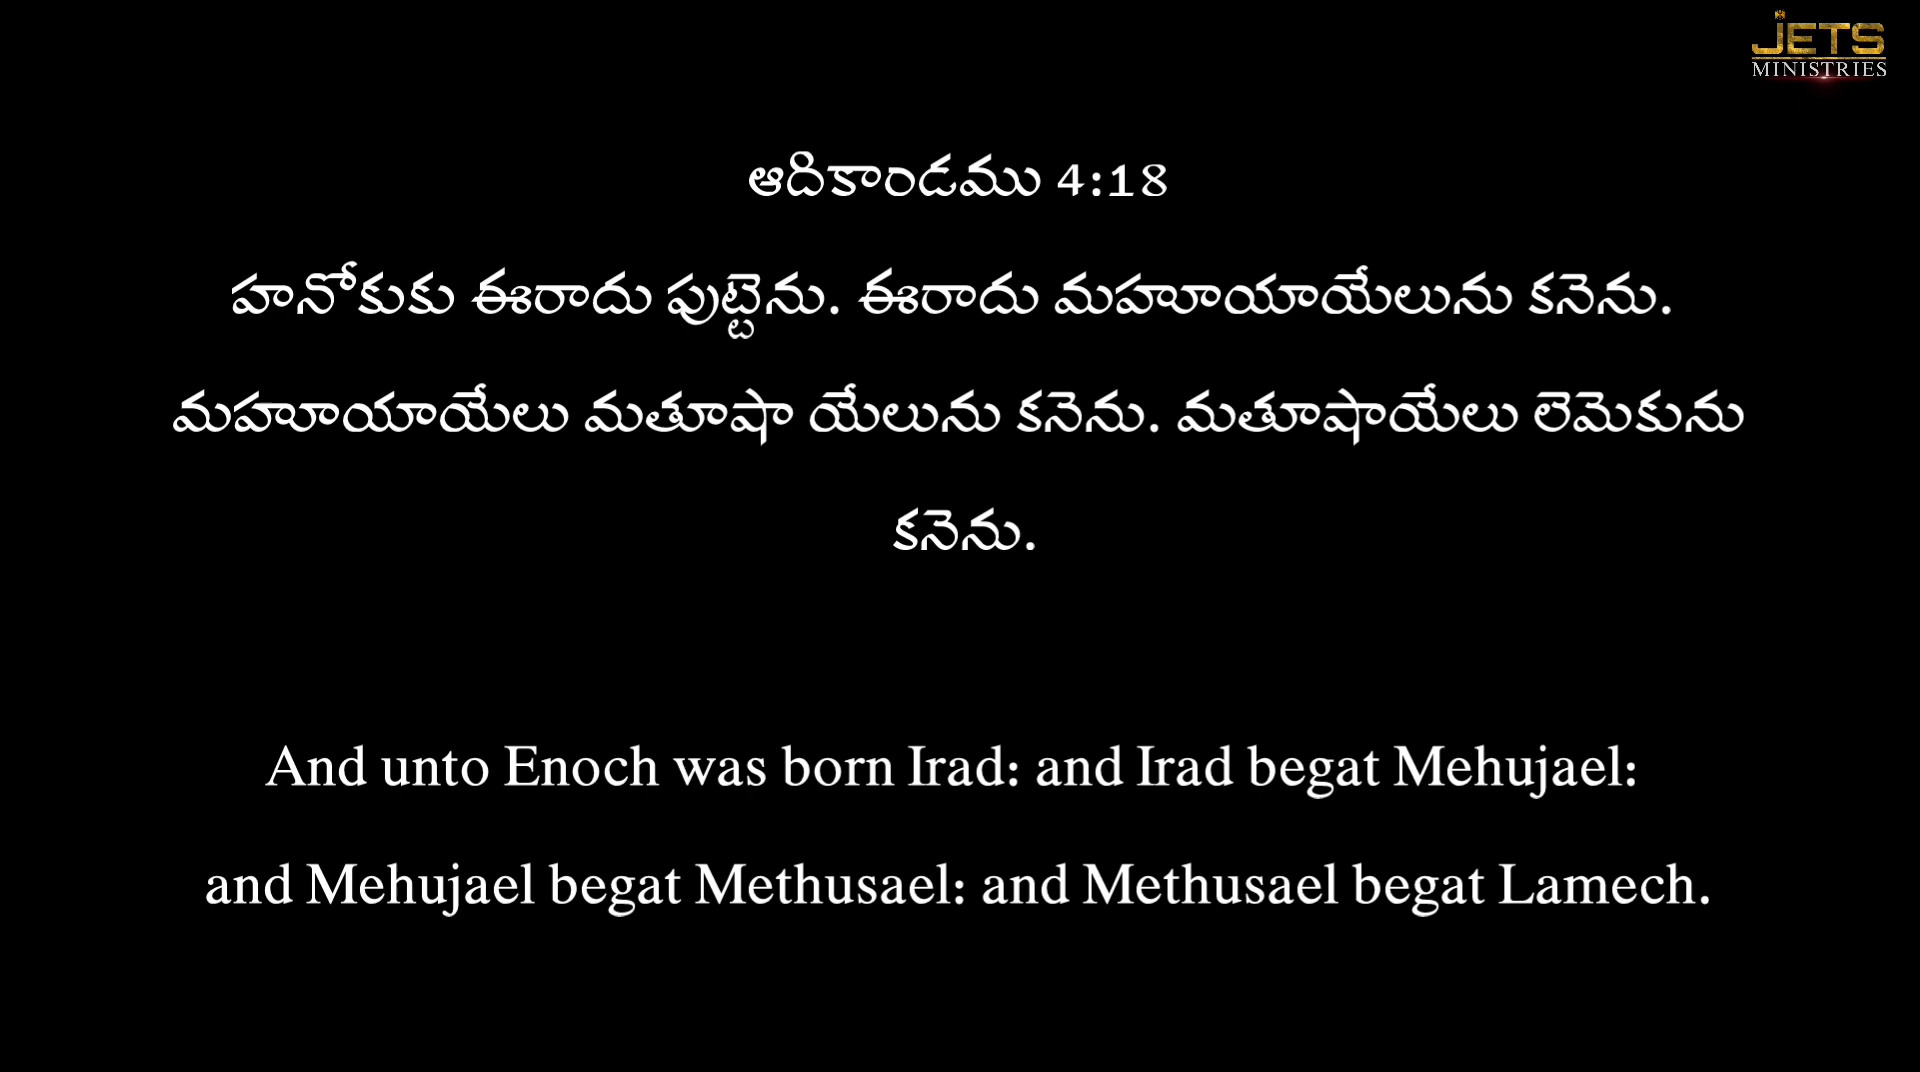 JETS
MINISTRIES
ఆదికాండము 4:18
హనోకుకు ఈరాదు పుట్టెను. ఈరాదు మహూయాయేలును కనెను.
మహూయాయేలు మతూషా యేలును కనెను. మతూషాయేలు లెమెకును
కనెను.
And unto Enoch was born Irad: and Irad begat Mehujael:
and Mehujael begat Methusael: and Methusael begat Lamech.